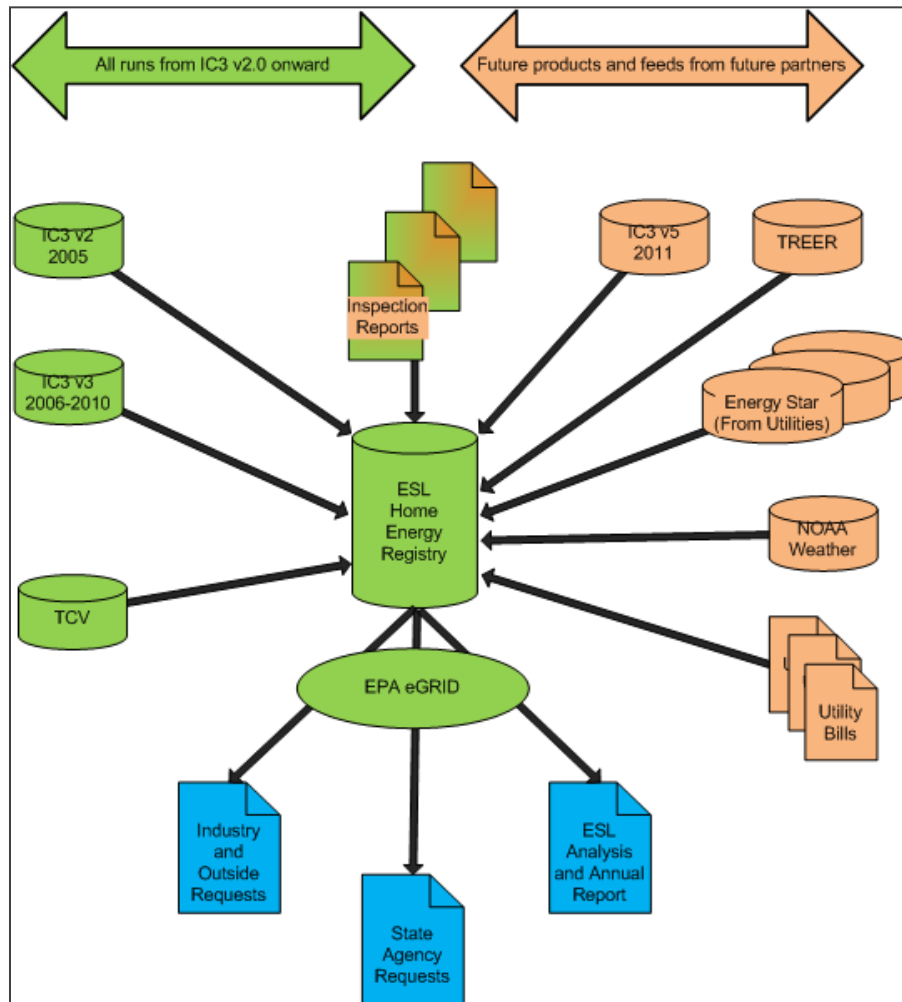 All runs from IC3 v2.0 onward
Future products and feeds from future partners
IC3 v2
2005
Inspection
Reports
IC3 v5
2011
TREER
IC3 v3
2006-2010
Energy Star
(From Utilities)
ESL
Home
Energy
Registry
NOAA
Weather
TCV
EPA eGRID
U
U
Utility
Bills
Industry
and
Outside
Requests
ESL
Analysis
and Annual
Report
State
Agency
Requests